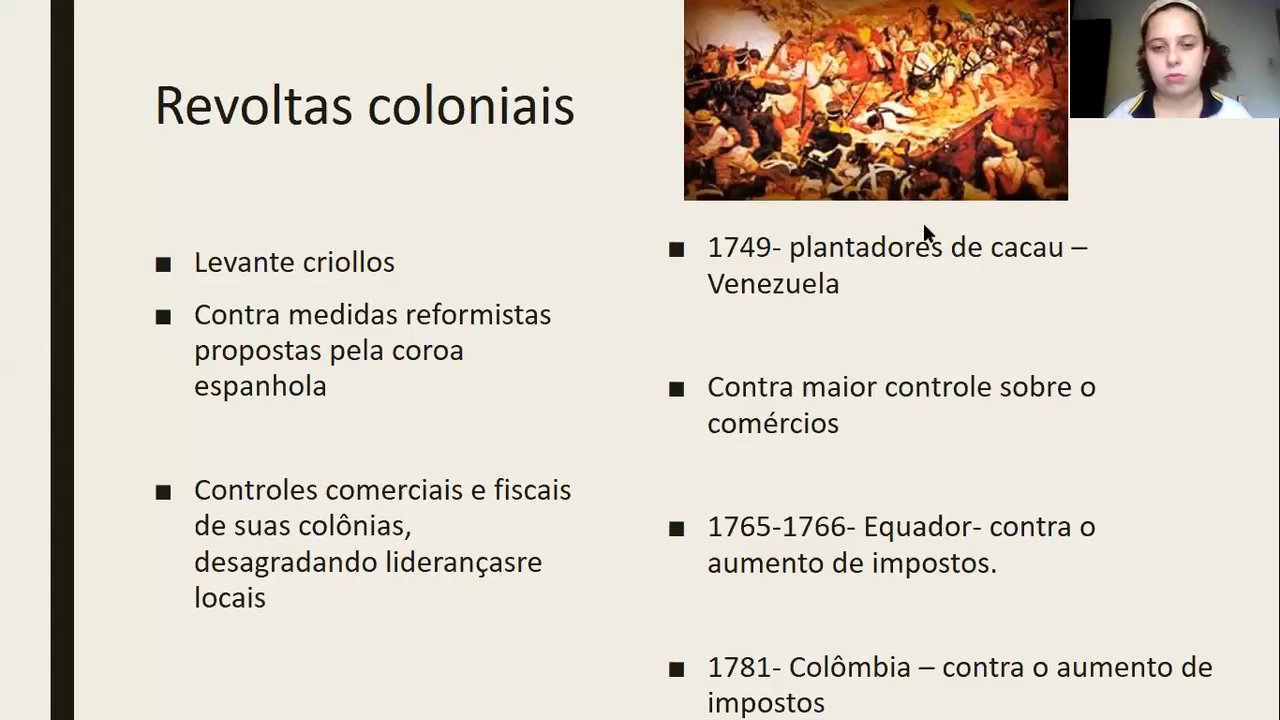 Revoltas coloniais
■ Levante criollos
■ Contra medidas reformistas
propostas pela coroa
espanhola
■ Controles comerciais e fiscais
de suas colônias,
desagradando liderançasre
locais
■ 1749- plantadores de cacau –
Venezuela
■ Contra maior controle sobre o
comércios
■ 1765-1766- Equador- contra o
aumento de impostos.
■ 1781- Colômbia – contra o aumento de
impostos